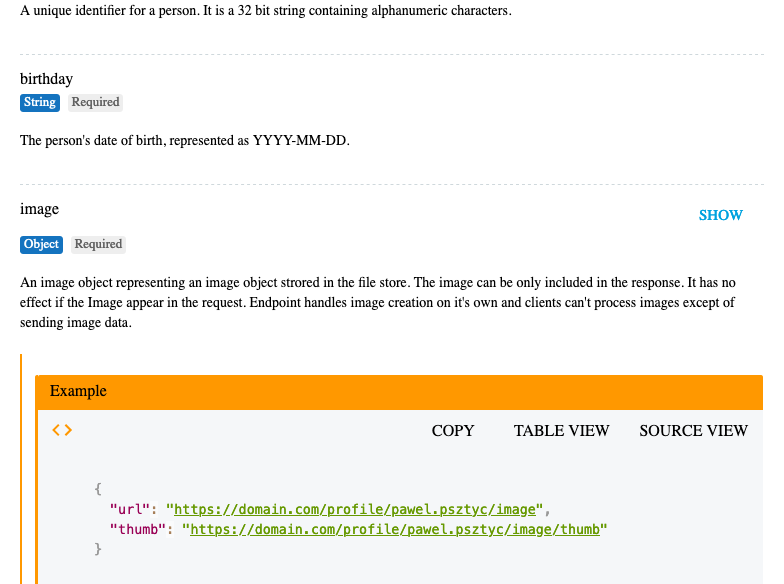 A unique identifier for a person. It is a 32 bit string containing alphanumeric characters.
birthday
String Required
The person's date of birth, represented as YYYY-MM-DD.
image
SHOW
Object Required
An image object representing an image object strored in the file store. The image can be only included in the response. It has no
effect if the Image appear in the request. Endpoint handles image creation on it's own and clients can't process images except of
sending image data.
Example
<> COPY TABLE VIEW SOURCE VIEW
{
"url": "https://domain.com/profile/pawel.psztyc/image",
"thumb": "https://domain.com/profile/pawel.psztyc/image/thumb"
}